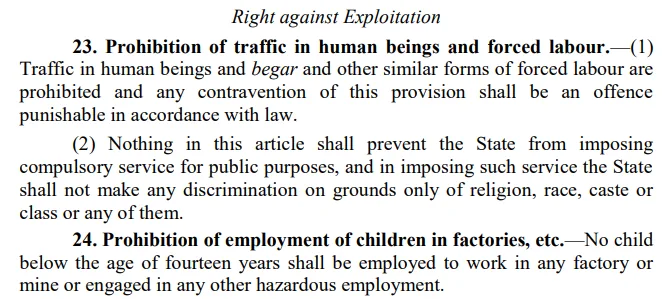 Right against Exploitation
23. Prohibition of traffic in human beings and forced labour.—(1)
Traffic in human beings and begar and other similar forms of forced labour are
prohibited and any contravention of this provision shall be an offence
punishable in accordance with law.
(2) Nothing in this article shall prevent the State from imposing
compulsory service for public purposes, and in imposing such service the State
shall not make any discrimination on grounds only of religion, race, caste or
class or any of them.
24. Prohibition of employment of children in factories, etc.—No child
below the age of fourteen years shall be employed to work in any factory or
mine or engaged in any other hazardous employment.